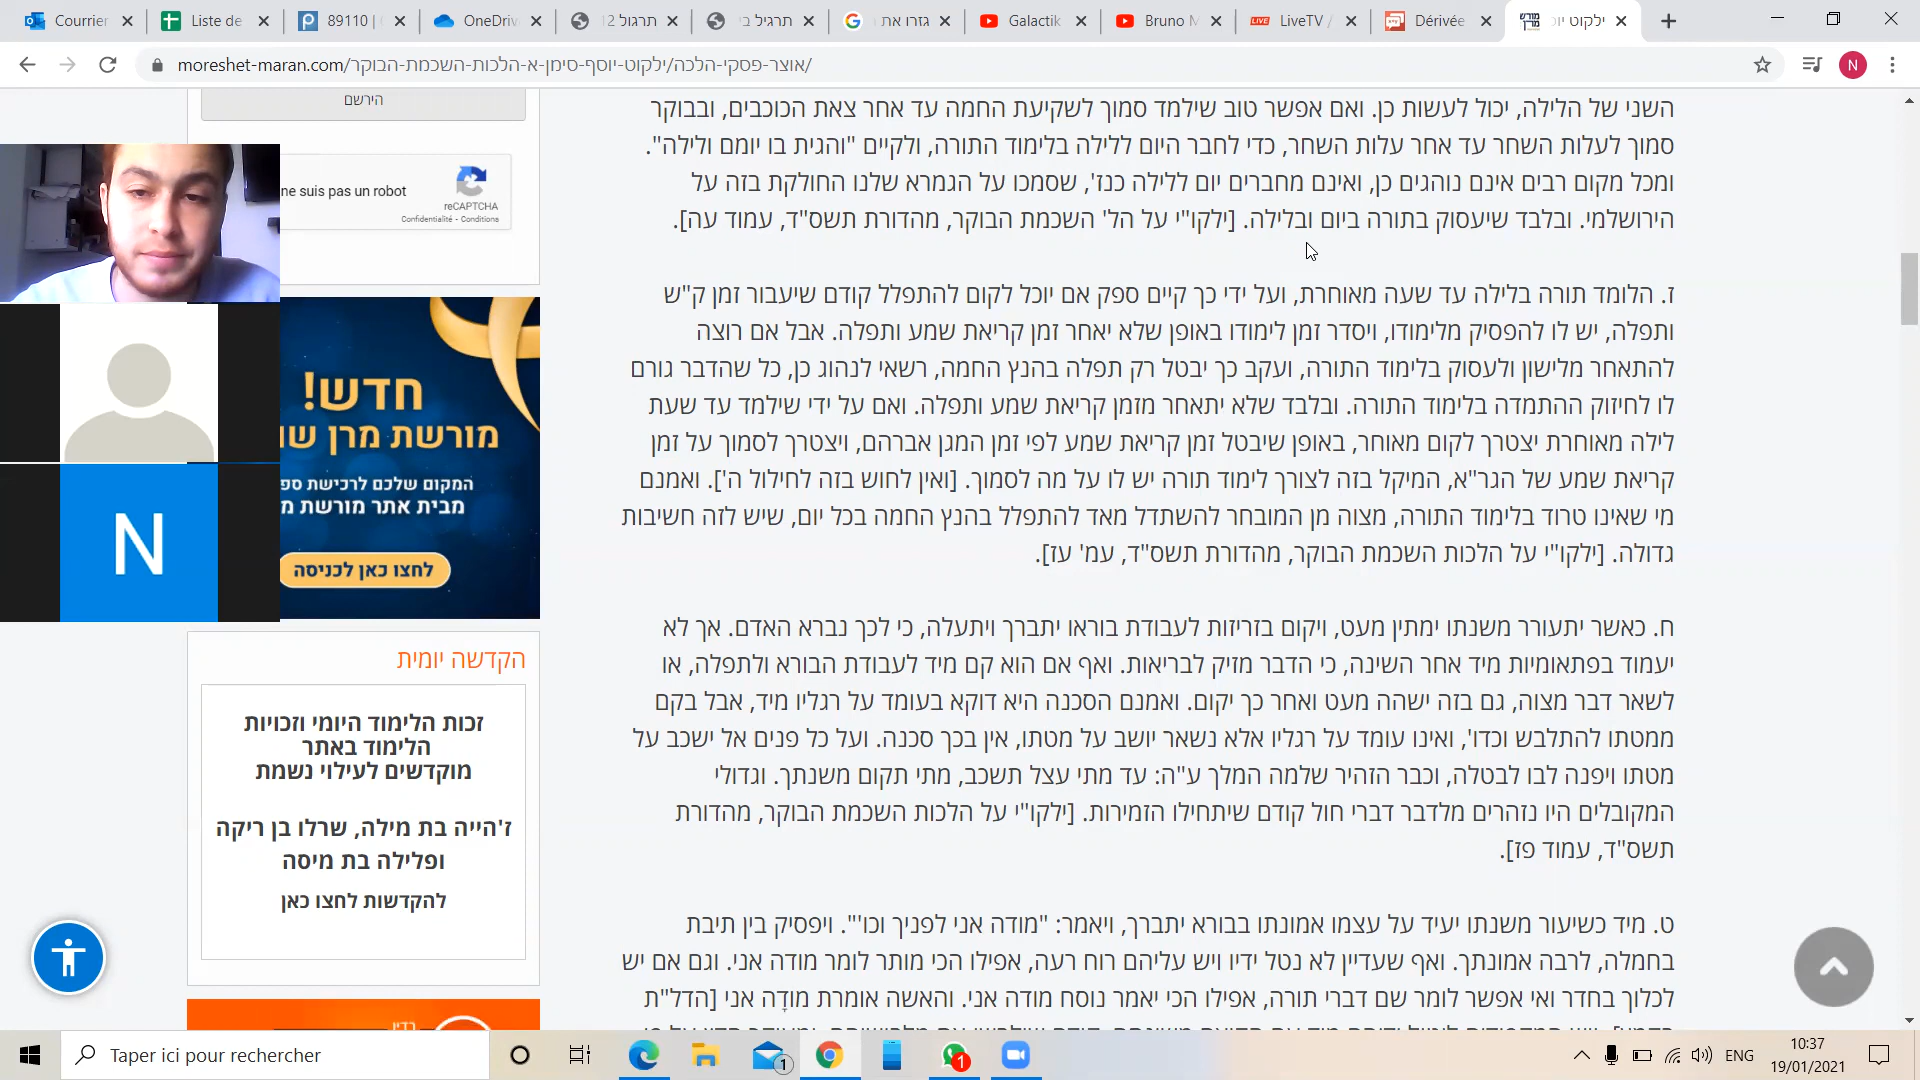 Courrier
Liste de
89110 | (
OneDriv
תרגול 12
תרגיל בי
גזרו את ו
Galactik
Bruno M
LiveTV /
Dérivée
ילקוט יוכ
moreshet-maran.com/אוצר-פסקי-הלכה/ילקוט-יוסף-סימן-א-הלכות-השכמת-הבוקר/
N
הירשם
ne suis pas un robot
reCAPTCHA
Confidentialité - Conditions
חדש!
מורשת מרן שו
המקום שלכם לרכישת ספ
מבית אתר מורשת מ
לחצו כאן לכניסה
N
הקדשה יומית
זכות הלימוד היומי וזכויות
הלימוד באתר
מוקדשים לעילוי נשמת
ז'הייה בת מילה, שרלו בן ריקה
ופלילה בת מיסה
להקדשות לחצו כאן
רדיו
השני של הלילה, יכול לעשות כן. ואם אפשר טוב שילמד סמוך לשקיעת החמה עד אחר צאת הכוכבים, ובבוקר
סמוך לעלות השחר עד אחר עלות השחר, כדי לחבר היום ללילה בלימוד התורה, ולקיים "והגית בו יומם ולילה".
ומכל מקום רבים אינם נוהגים כן, ואינם מחברים יום ללילה כנז', שסמכו על הגמרא שלנו החולקת בזה על
הירושלמי. ובלבד שיעסוק בתורה ביום ובלילה. [ילקו"י על הל' השכמת הבוקר, מהדורת תשס"ד, עמוד עה].
ז. הלומד תורה בלילה עד שעה מאוחרת, ועל ידי כך קיים ספק אם יוכל לקום להתפלל קודם שיעבור זמן ק"ש
ותפלה, יש לו להפסיק מלימודו, ויסדר זמן לימודו באופן שלא יאחר זמן קריאת שמע ותפלה. אבל אם רוצה
להתאחר מלישון ולעסוק בלימוד התורה, ועקב כך יבטל רק תפלה בהנץ החמה, רשאי לנהוג כן, כל שהדבר גורם
לו לחיזוק ההתמדה בלימוד התורה. ובלבד שלא יתאחר מזמן קריאת שמע ותפלה. ואם על ידי שילמד עד שעת
לילה מאוחרת יצטרך לקום מאוחר, באופן שיבטל זמן קריאת שמע לפי זמן המגן אברהם, ויצטרך לסמוך על זמן
קריאת שמע של הגר"א, המיקל בזה לצורך לימוד תורה יש לו על מה לסמוך. [ואין לחוש בזה לחילול ה']. ואמנם
מי שאינו טרוד בלימוד התורה, מצוה מן המובחר להשתדל מאד להתפלל בהנץ החמה בכל יום, שיש לזה חשיבות
גדולה. [ילקו"י על הלכות השכמת הבוקר, מהדורת תשס"ד, עמ' עז].
ח. כאשר יתעורר משנתו ימתין מעט, ויקום בזריזות לעבודת בוראו יתברך ויתעלה, כי לכך נברא האדם. אך לא
יעמוד בפתאומיות מיד אחר השינה, כי הדבר מזיק לבריאות. ואף אם הוא קם מיד לעבודת הבורא ולתפלה, או
לשאר דבר מצוה, גם בזה ישהה מעט ואחר כך יקום. ואמנם הסכנה היא דוקא בעומד על רגליו מיד, אבל בקם
ממטתו להתלבש וכדו', ואינו עומד על רגליו אלא נשאר יושב על מטתו, אין בכך סכנה. ועל כל פנים אל ישכב על
מטתו ויפנה לבו לבטלה, וכבר הזהיר שלמה המלך ע"ה: עד מתי עצל תשכב, מתי תקום משנתך. וגדולי
המקובלים היו נזהרים מלדבר דברי חול קודם שיתחילו הזמירות. [ילקו"י על הלכות השכמת הבוקר, מהדורת
תשס"ד, עמוד פז].
ט. מיד כשיעור משנתו יעיד על עצמו אמונתו בבורא יתברך, ויאמר: "מודה אני לפניך וכו'". ויפסיק בין תיבת
בחמלה, לרבה אמונתך. ואף שעדיין לא נטל ידיו ויש עליהם רוח רעה, אפילו הכי מותר לומר מודה אני. וגם אם יש
לכלוך בחדר ואי אפשר לומר שם דברי תורה, אפילו הכי יאמר נוסח מודה אני. והאשה אומרת מודָה אני [הדל"ת
Taper ici pour rechercher
1
1
ENG
10:37
19/01/2021